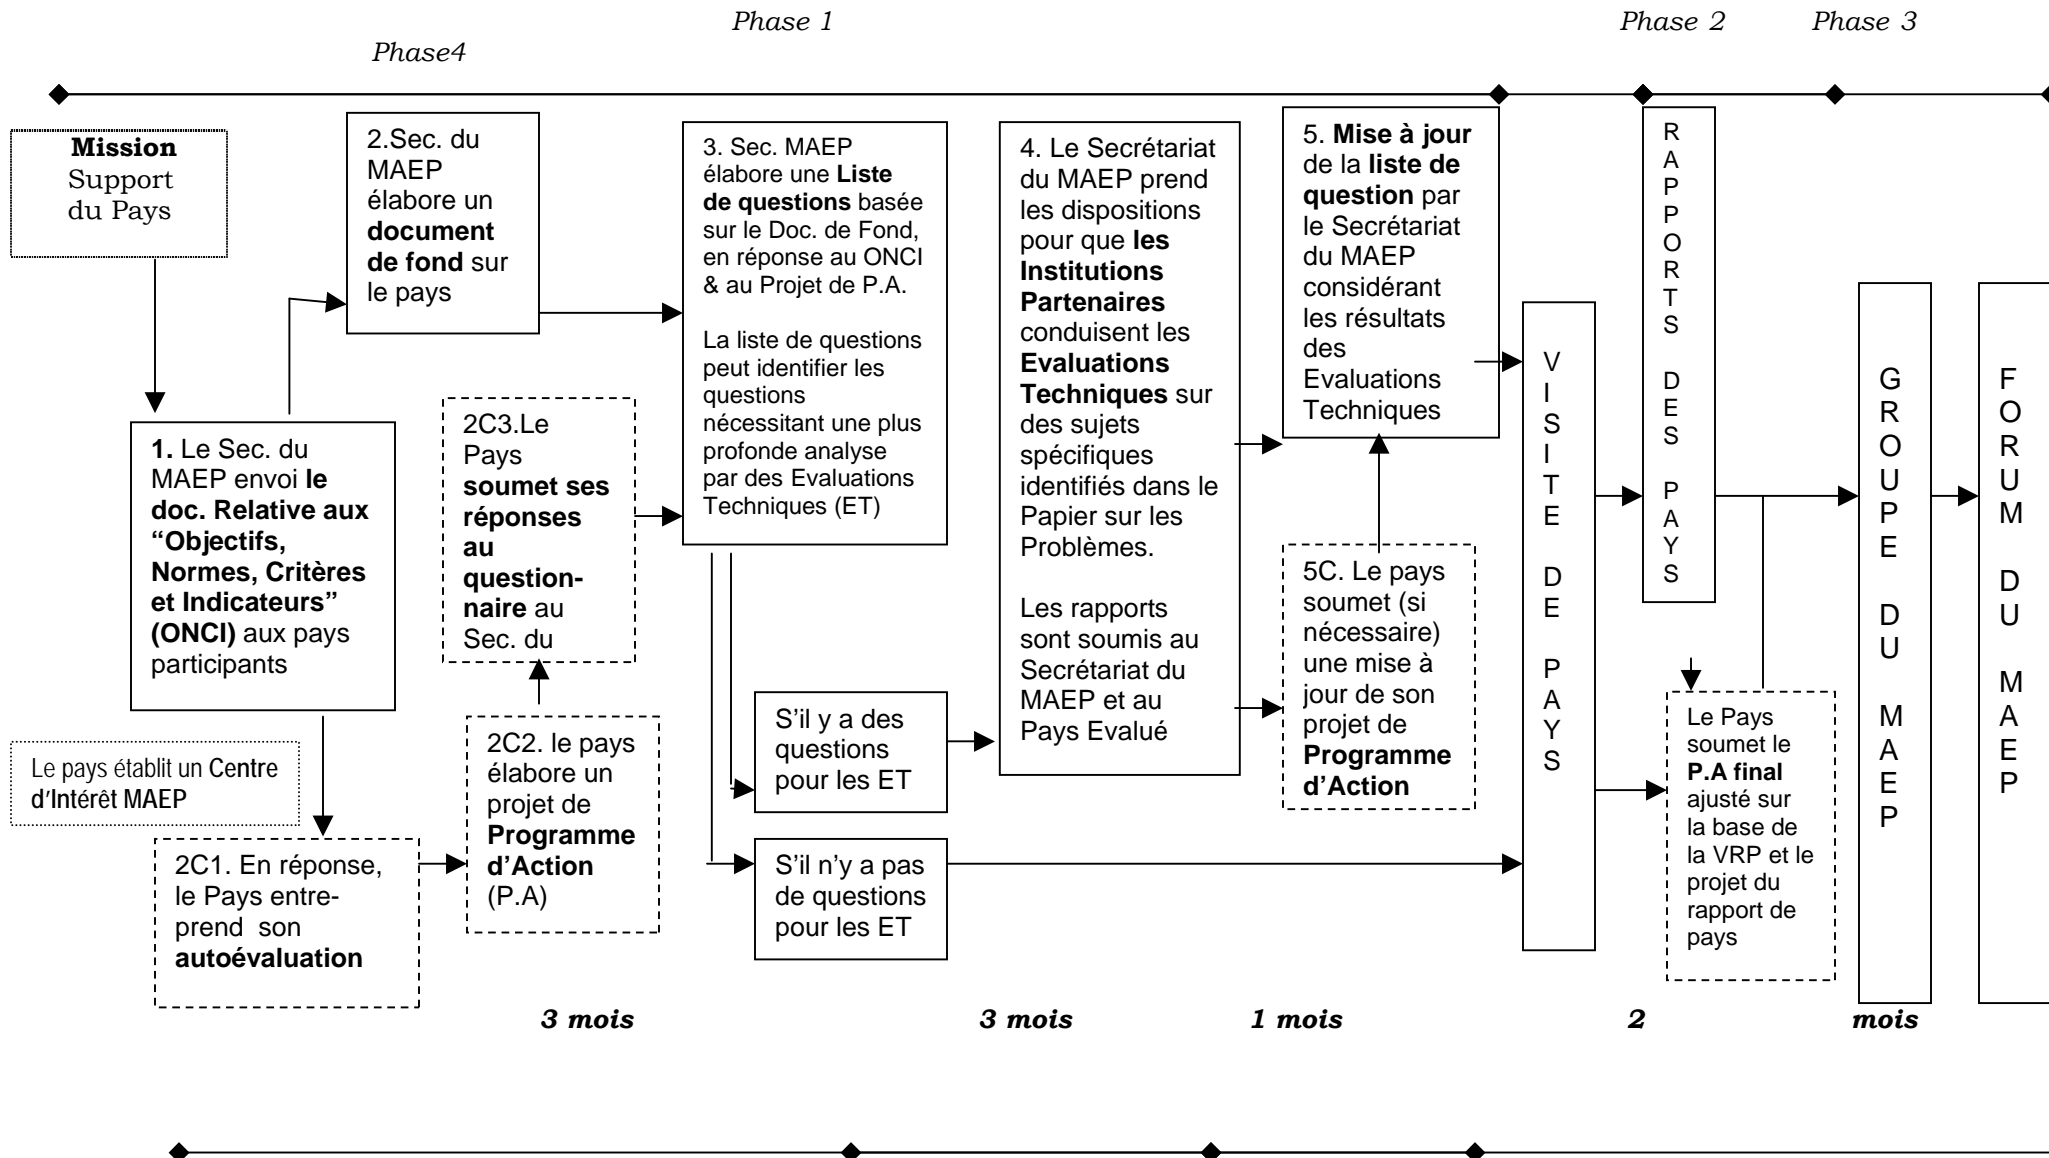 Phase 1
Phase 2
Phase 3
Phase4
Mission
Support
du Pays
2.Sec. du
MAEP
élabore un
document
de fond sur
le pays
3. Sec. MAEP
élabore une Liste
de questions basée
sur le Doc. de Fond,
en réponse au ONCI
& au Projet de P.A.
La liste de questions
peut identifier les
questions
nécessitant une plus
profonde analyse
par des Evaluations
Techniques (ET)
4. Le Secrétariat
du MAEP prend
les dispositions
pour que les
Institutions
Partenaires
conduisent les
Evaluations
Techniques sur
des sujets
spécifiques
identifiés dans le
Papier sur les
Problèmes.
Les rapports
sont soumis au
Secrétariat du
MAEP et au
Pays Evalué
5. Mise à jour
de la liste de
question par
le Secrétariat
du MAEP
considérant
les résultats
des
Evaluations
Techniques
RAPPORTS DES PAYS
VISITE DE PAYS
GROUPE DU MAEP
FORUM DU MAEP
1. Le Sec. du
MAEP envoi le
doc. Relative aux
“Objectifs,
Normes, Critères
et Indicateurs”
(ONCI) aux pays
participants
2C3.Le
Pays
soumet ses
réponses
au
question-
naire au
Sec. du
5C. Le pays
soumet (si
nécessaire)
une mise à
jour de son
projet de
Programme
d’Action
Le pays établit un Centre
d’Intérêt MAEP
2C2. le pays
élabore un
projet de
Programme
d’Action
(P.A)
S’il y a des
questions
pour les ET
Le Pays
soumet le
P.A final
ajusté sur
la base de
la VRP et le
projet du
rapport de
pays
2C1. En réponse,
le Pays entre-
prend son
autoévaluation
S’il n’y a pas
de questions
pour les ET
3 mois
3 mois
1 mois
2 mois